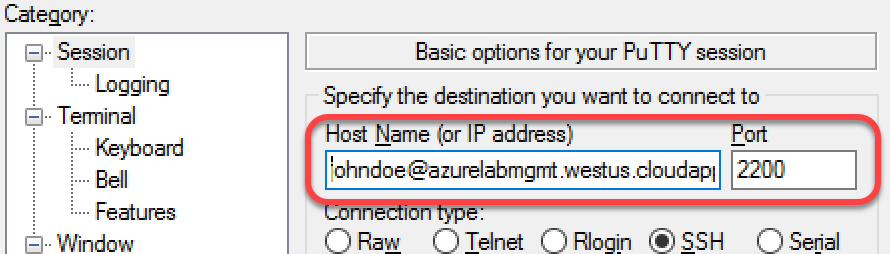 Category:
Session
Logging
Terminal
Keyboard
Bell
Features
Window
Basic options for your PuTTY session
Specify the destination you want to connect to
Host Name (or IP address) Port
johndoe@azurelabmgmt.westus.cloudapp 2200
Connection type:
Raw Telnet Rlogin SSH Serial